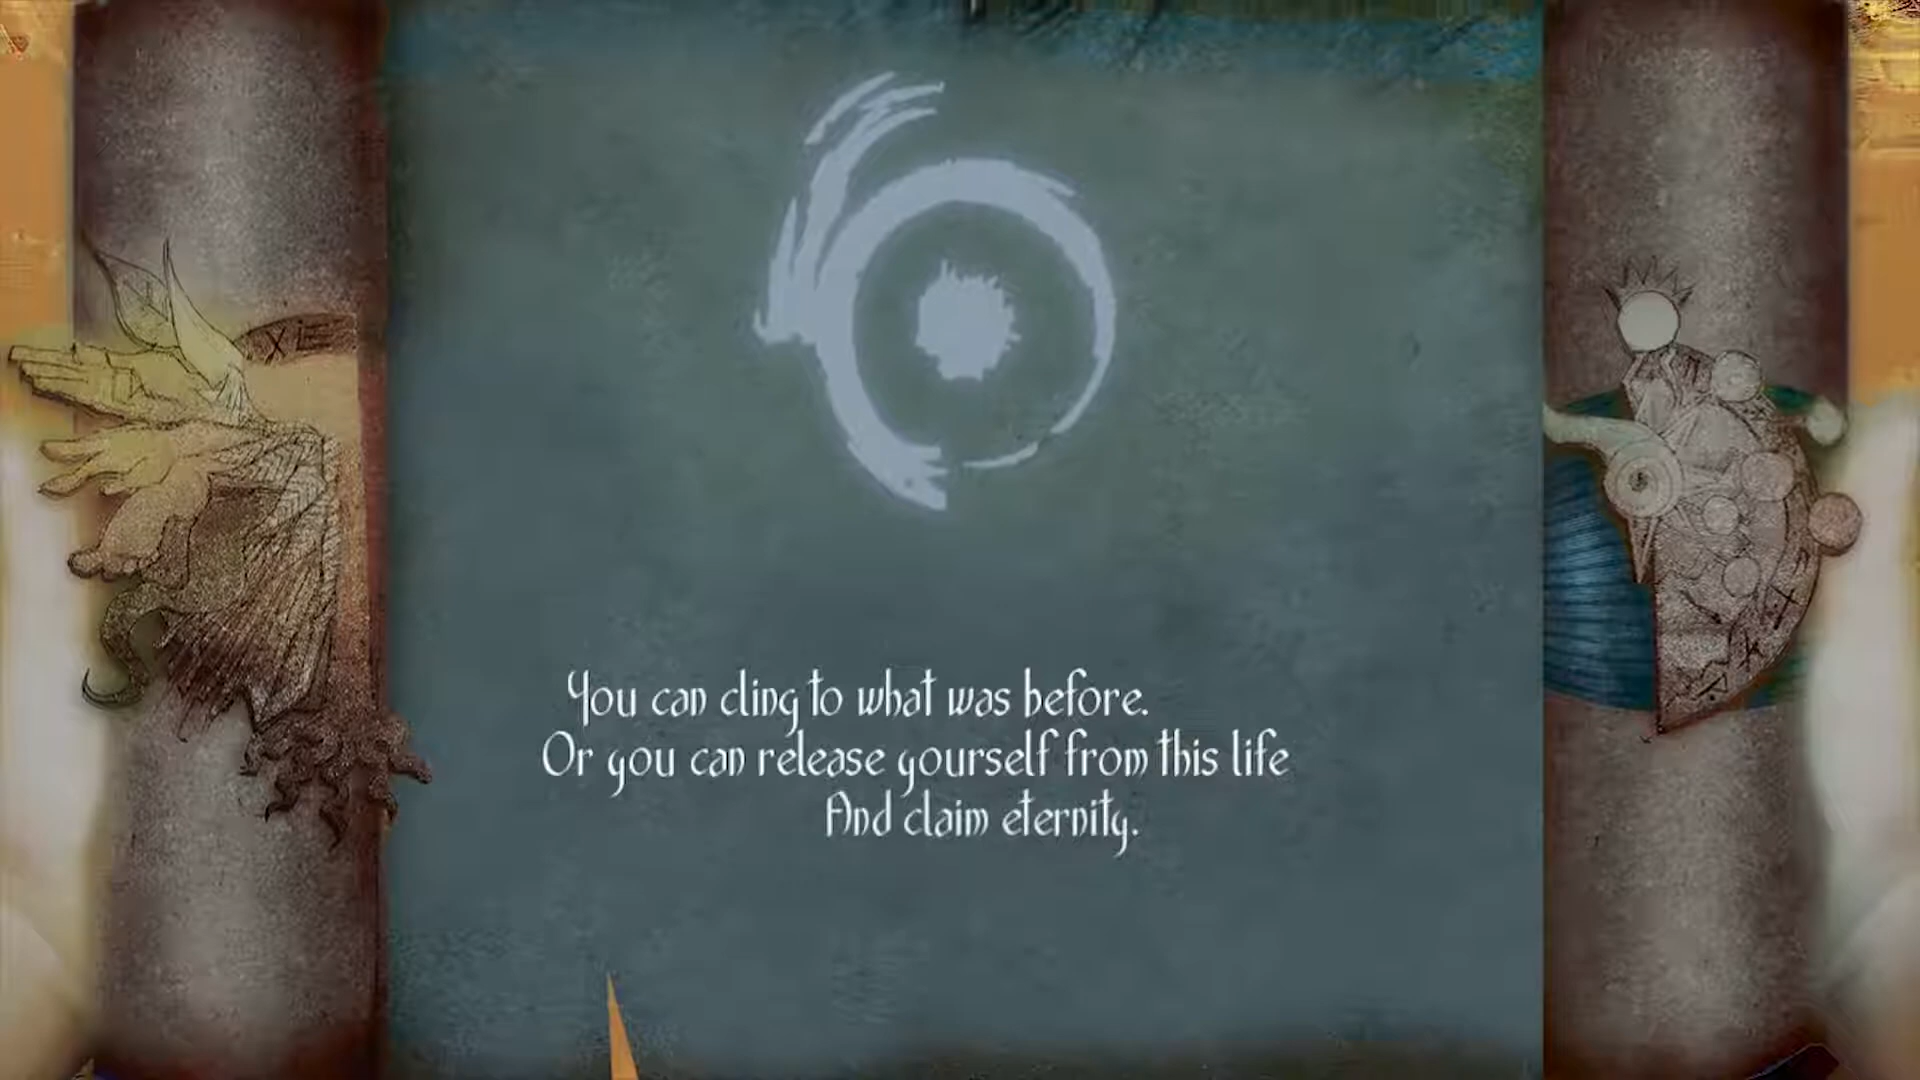 You can cling to what was before.
Or you can release yourself from this life
And claim eternity.